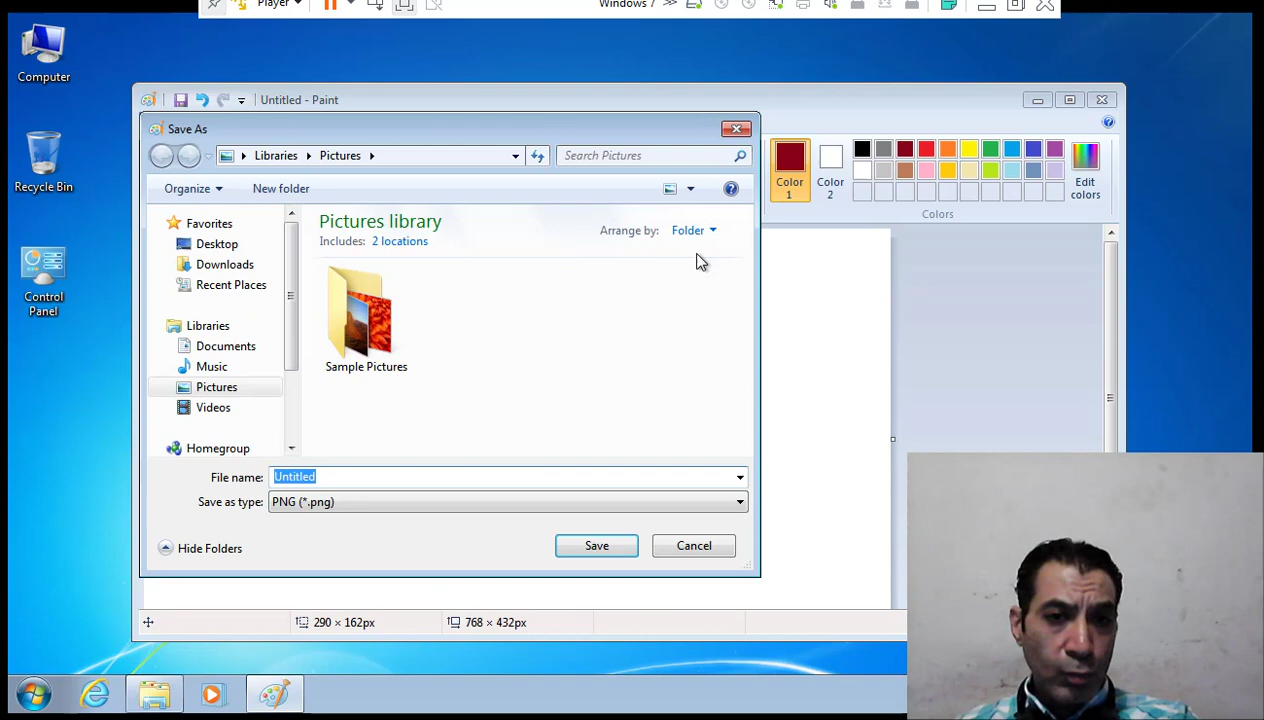 Player
Windows 7
Computer
Untitled - Paint
Save As
Libraries
Pictures
Search Pictures
Recycle Bin
Color 1
Color 2
Edit colors
Organize
New folder
Colors
Favorites
Pictures library
Arrange by: Folder
Desktop
Includes: 2 locations
Downloads
Recent Places
Control Panel
Libraries
Documents
Music
Sample Pictures
Pictures
Videos
Homegroup
File name: Untitled
Save as type: PNG (*.png)
Hide Folders
Save
Cancel
290 × 162px
768 × 432px